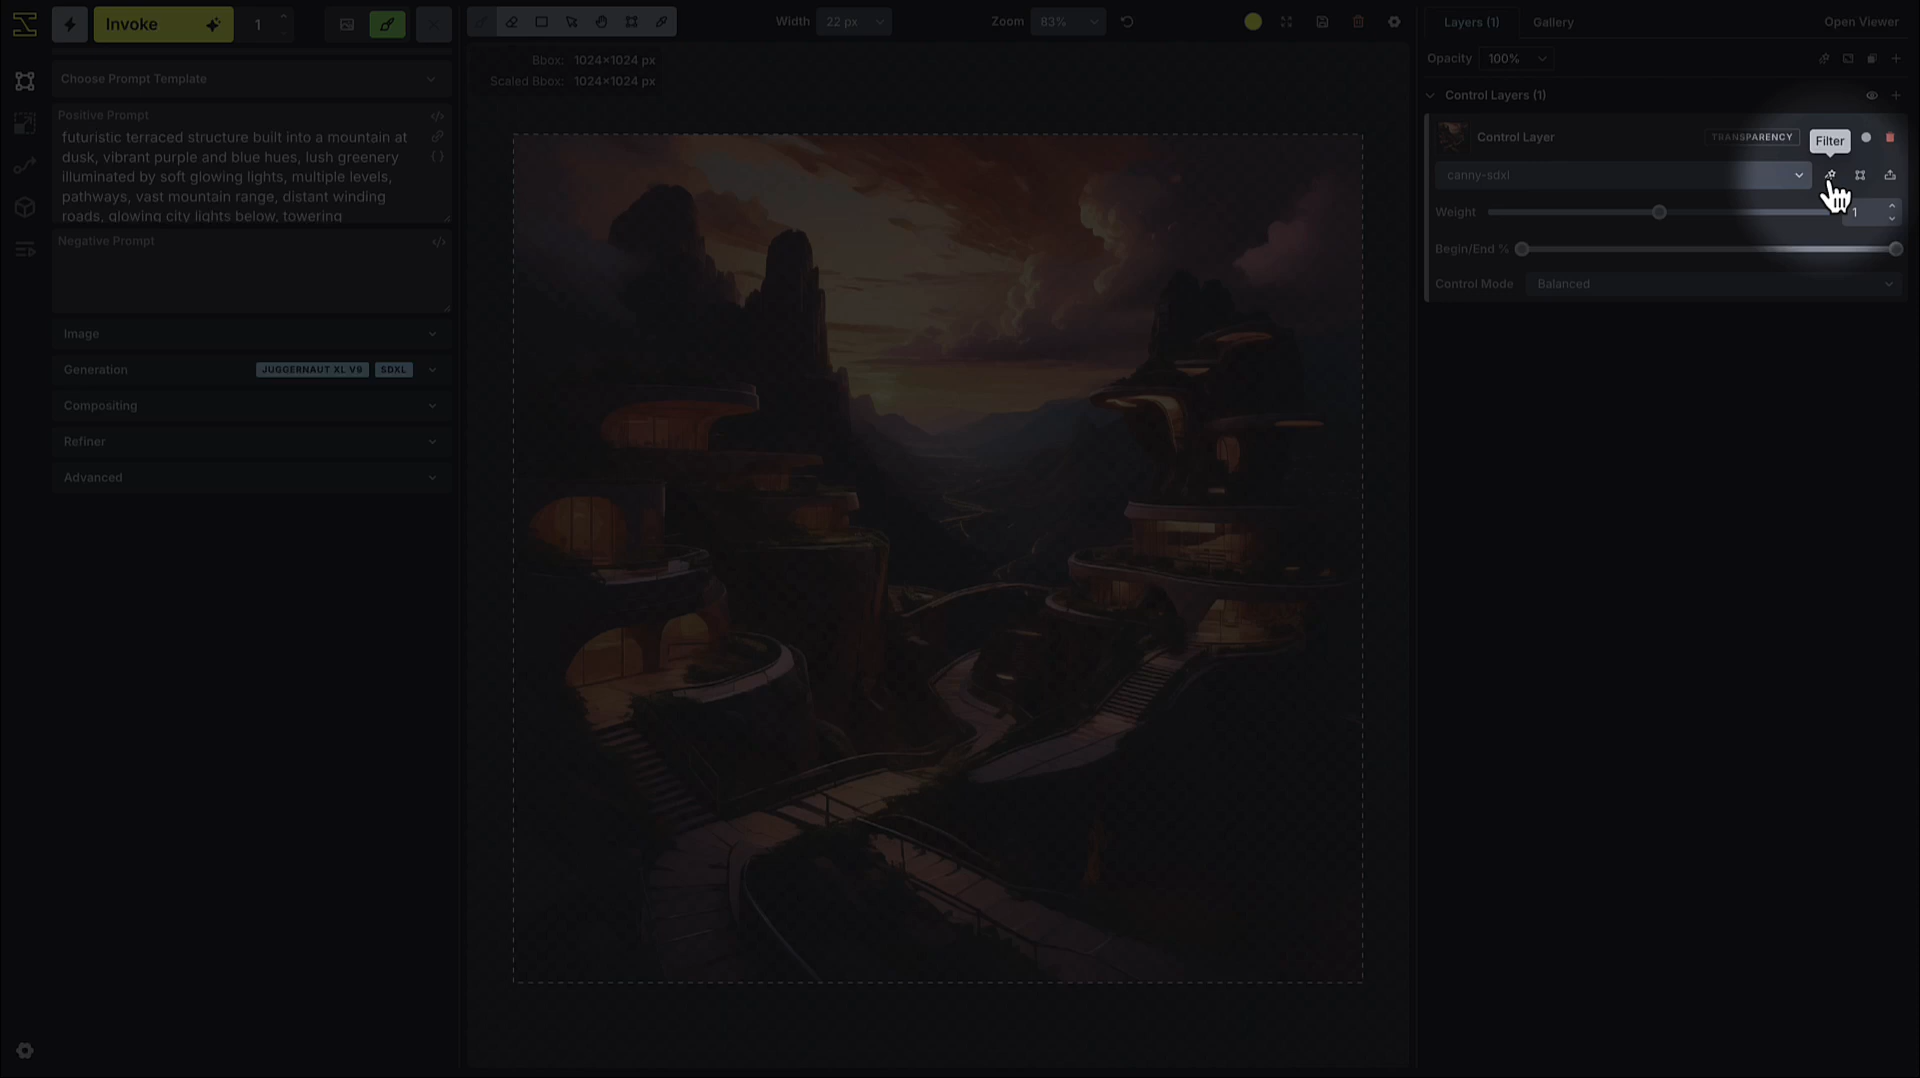 Invoke
1
Width
22 px
Zoom
83%
Layers (1)
Gallery
Open Viewer
Choose Prompt Template
Positive Prompt
futuristic terraced structure built into a mountain at
dusk, vibrant purple and blue hues, lush greenery
illuminated by soft glowing lights, multiple levels,
pathways, vast mountain range, distant winding
roads, glowing city lights below, towering
Negative Prompt
Image
Generation
JUGGERNAUT XL V9
SDXL
Compositing
Refiner
Advanced
Bbox: 1024×1024 px
Scaled Bbox: 1024×1024 px
Opacity
100%
Control Layers (1)
Control Layer
TRANSPARENCY
Filter
canny-sdxl
Weight
1
Begin/End %
Control Mode
Balanced